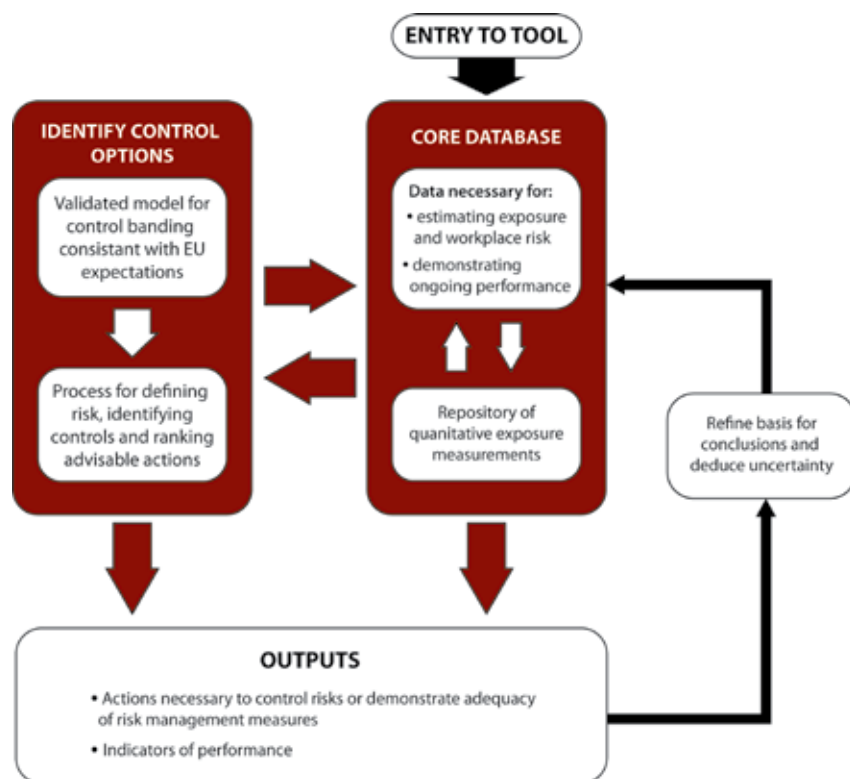 ENTRY TO TOOL
IDENTIFY CONTROL
OPTIONS
Validated model for
control banding
consistant with EU
expectations
Process for defining
risk, identifying
controls and ranking
advisable actions
CORE DATABASE
Data necessary for:
• estimating exposure
and workplace risk
• demonstrating
ongoing performance
Repository of
quanitative exposure
measurements
Refine basis for
conclusions and
deduce uncertainty
OUTPUTS
• Actions necessary to control risks or demonstrate adequacy
of risk management measures
• Indicators of performance